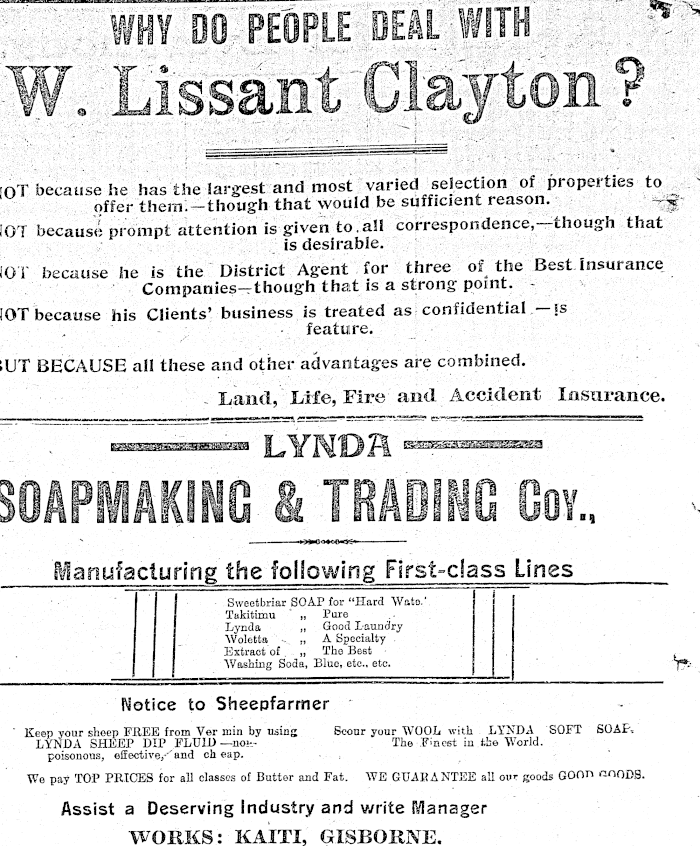 WHY DO PEOPLE DEAL WITH
W. Lissant Clayton?
NOT because he has the largest and most varied selection of properties to
offer them.—though that would be sufficient reason.
NOT because prompt attention is given to all correspondence,—though that
is desirable.
NOT because he is the District Agent for three of the Best Insurance
Companies—though that is a strong point.
NOT because his Clients' business is treated as confidential—is
feature.
BUT BECAUSE all these and other advantages are combined.
Land, Life, Fire and Accident Insurance.
LYNDA
SOAPMAKING & TRADING COY.,
Manufacturing the following First-class Lines
Sweetbriar SOAP for "Hard Wate.'
Takitimu „ Pure
Lynda „ Good Laundry
Woletta „ A Specialty
Extract of „ The Best
Washing Soda, Blue, etc., etc.
Notice to Sheepfarmer
Keep your sheep FREE from Ver min by using
LYNDA SHEEP DIP FLUID—non-
poisonous, effective, and ch eap.
Scour your WOOL with LYNDA SOFT SOAP.
The Finest in the World.
We pay TOP PRICES for all classes of Butter and Fat. WE GUARANTEE all our goods GOOD GOODS.
Assist a Deserving Industry and write Manager
WORKS: KAITI, GISBORNE.